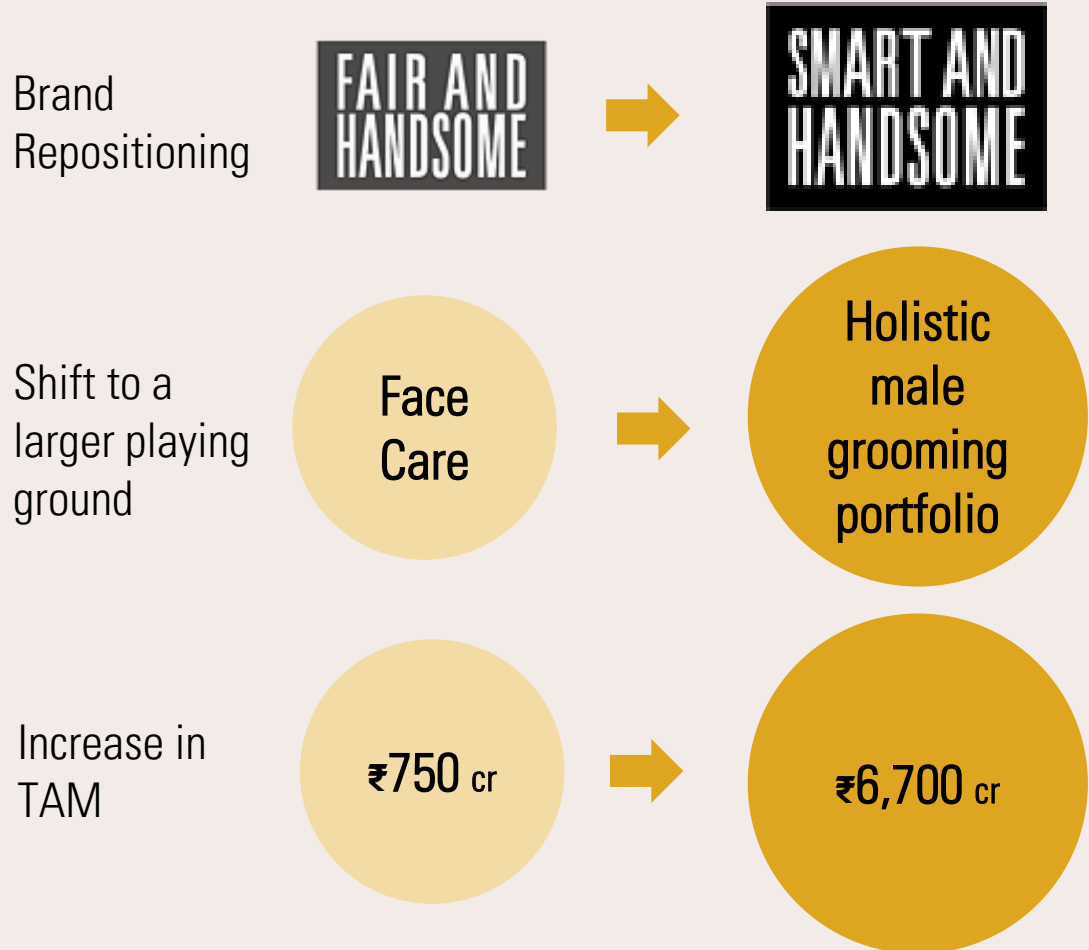 Brand
Repositioning
FAIR AND
HANDSOME
SMART AND
HANDSOME
Shift to a
larger playing
ground
Face
Care
Holistic
male
grooming
portfolio
Increase in
TAM
₹750 cr
₹6,700 cr